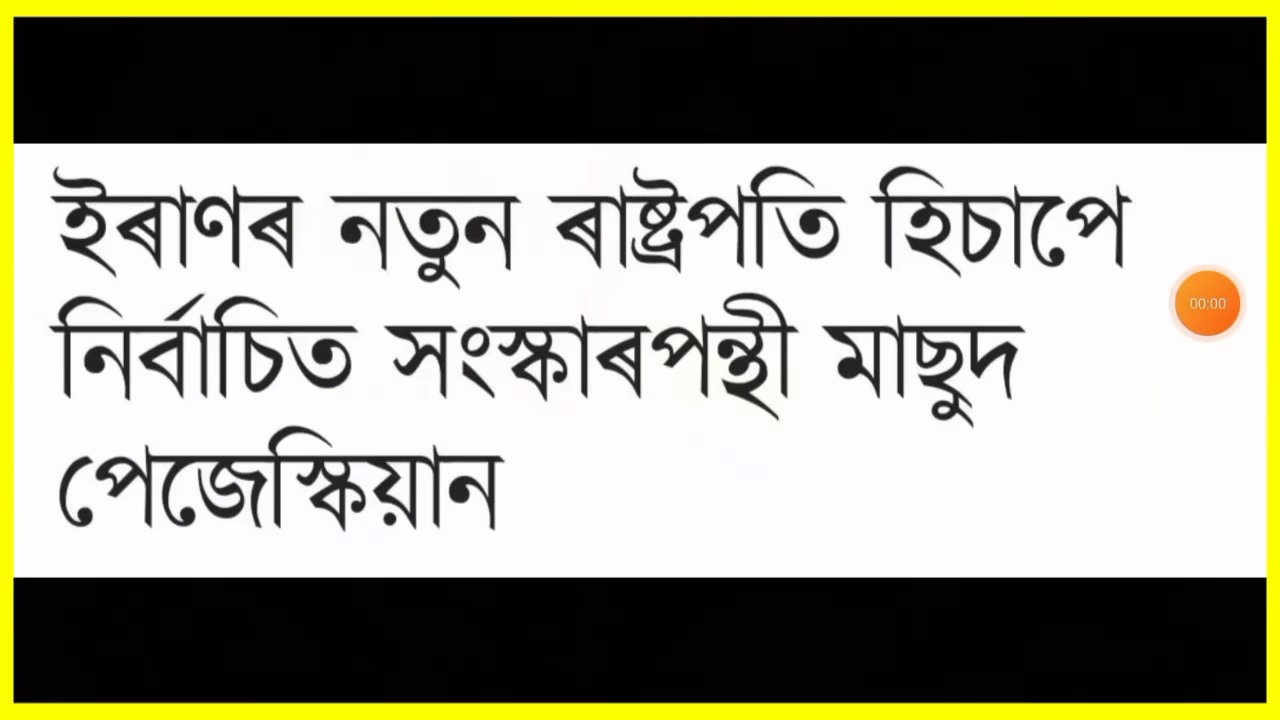 ইৰাণৰ নতুন ৰাষ্ট্ৰপতি হিচাপে
00:00
নিৰ্বাচিত সংস্কাৰপন্থী মাছুদ
পেজেস্কিয়ান